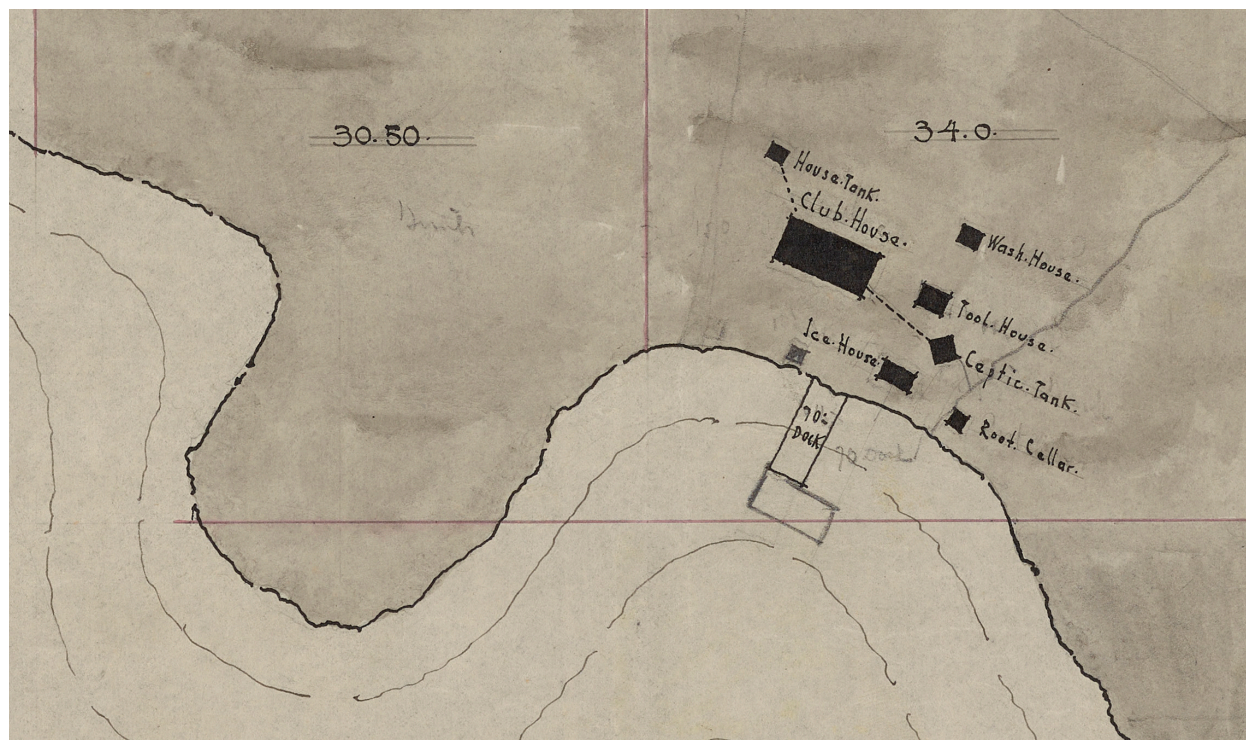 30.50.
34.0.
House.Tank.
Club.House.
Wash.House.
Tool.House.
Ice.House.
Ceptic.Tank.
90'
DOCK
Root.Cellar.